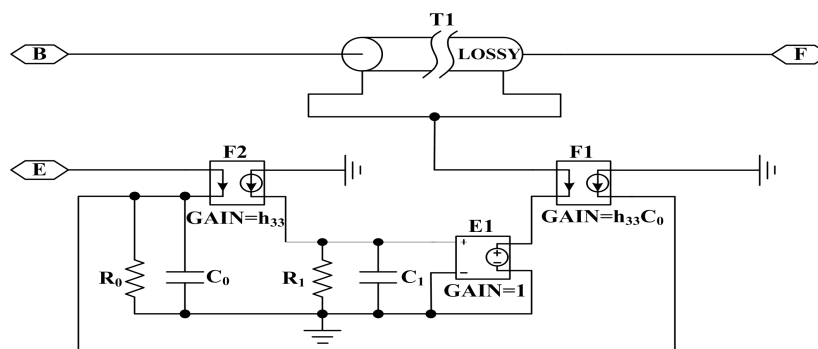 T1
B
LOSSY
F
E
F2
F1
GAIN=h₃₃
E1
GAIN=h₃₃C₀
+
+
−
−
R₀
C₀
R₁
C₁
GAIN=1